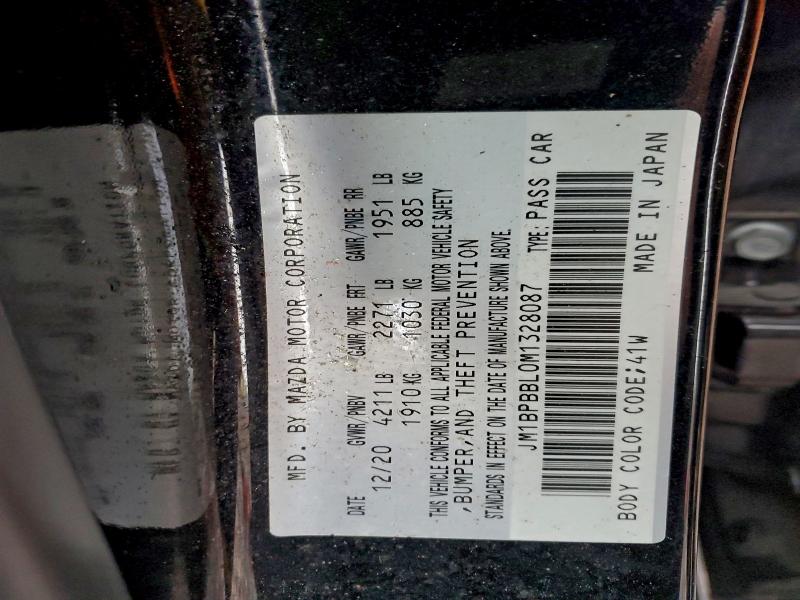 MFD. BY MAZDA MOTOR CORPORATION
DATE GVWR/PNBV GAWR/PNBE FRT GAWR/PNBE RR
12/20 4211 LB 2271 LB 1951 LB
1910 KG 1030 KG 885 KG
THIS VEHICLE CONFORMS TO ALL APPLICABLE FEDERAL MOTOR VEHICLE SAFETY
,BUMPER,AND THEFT PREVENTION
STANDARDS IN EFFECT ON THE DATE OF MANUFACTURE SHOWN ABOVE.
JM1BPBBL0M1328087 TYPE: PASS CAR
BODY COLOR CODE;41W MADE IN JAPAN